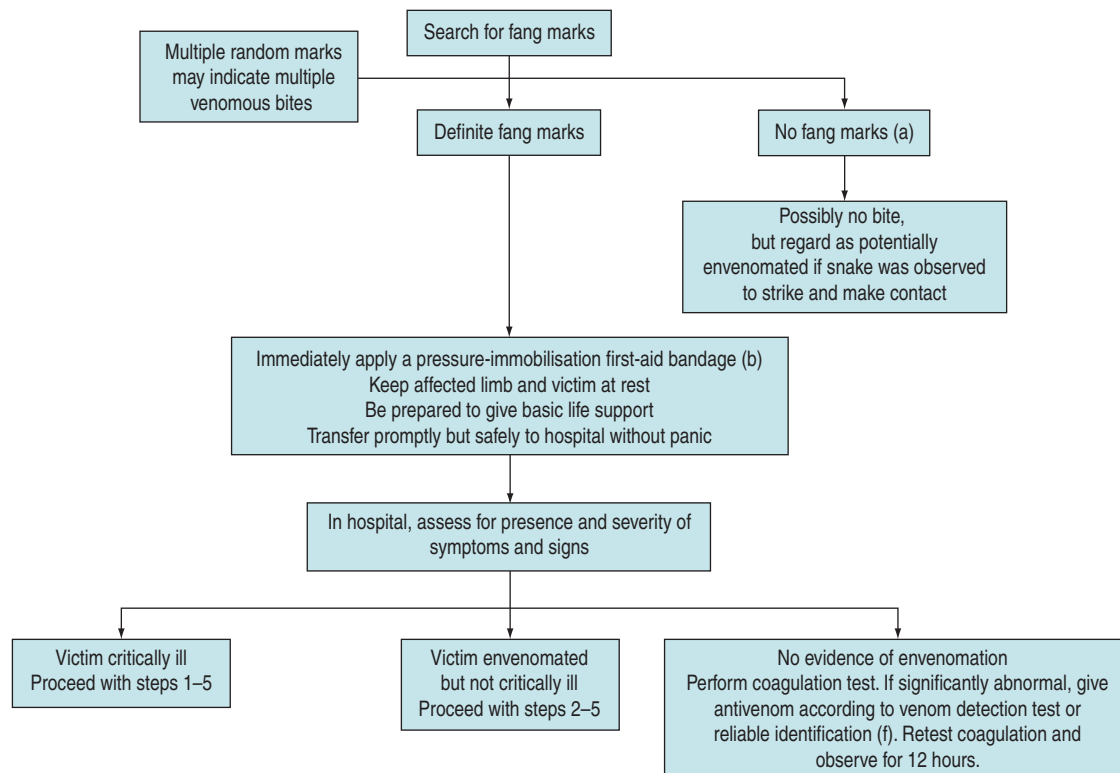 Search for fang marks
Multiple random marks
may indicate multiple
venomous bites
Definite fang marks
No fang marks (a)
Possibly no bite,
but regard as potentially
envenomated if snake was observed
to strike and make contact
Immediately apply a pressure-immobilisation first-aid bandage (b)
Keep affected limb and victim at rest
Be prepared to give basic life support
Transfer promptly but safely to hospital without panic
In hospital, assess for presence and severity of
symptoms and signs
Victim critically ill
Proceed with steps 1–5
Victim envenomated
but not critically ill
Proceed with steps 2–5
No evidence of envenomation
Perform coagulation test. If significantly abnormal, give
antivenom according to venom detection test or
reliable identification (f). Retest coagulation and
observe for 12 hours.